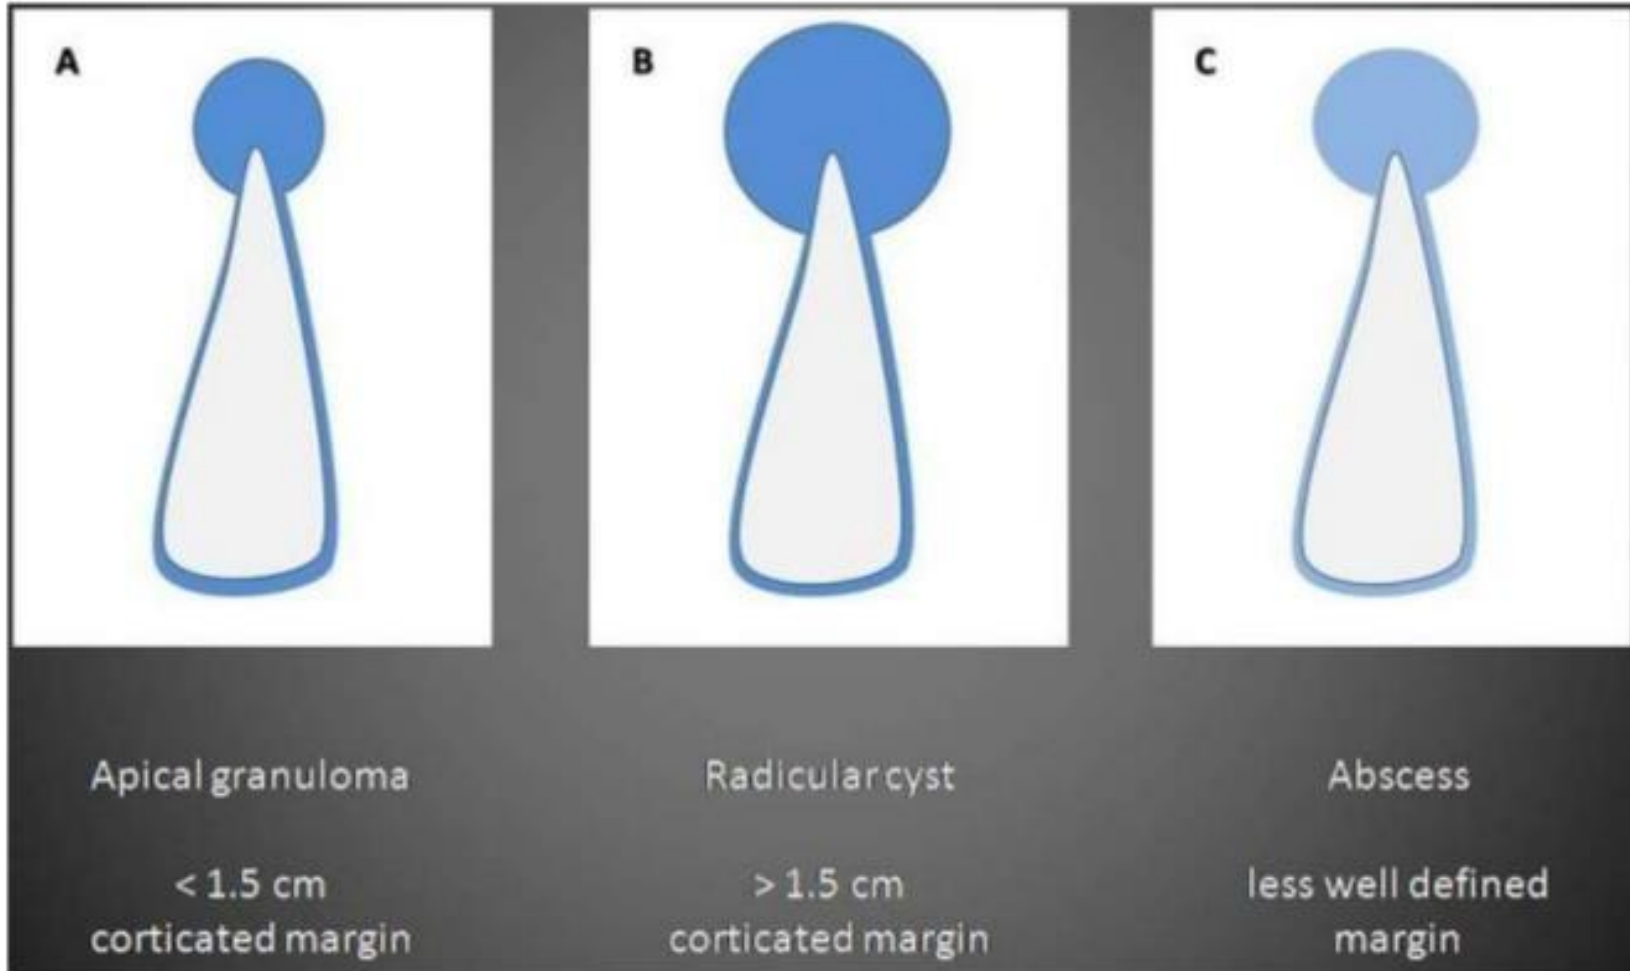 A
B
C
Apical granuloma
< 1.5 cm
corticated margin
Radicular cyst
> 1.5 cm
corticated margin
Abscess
less well defined
margin